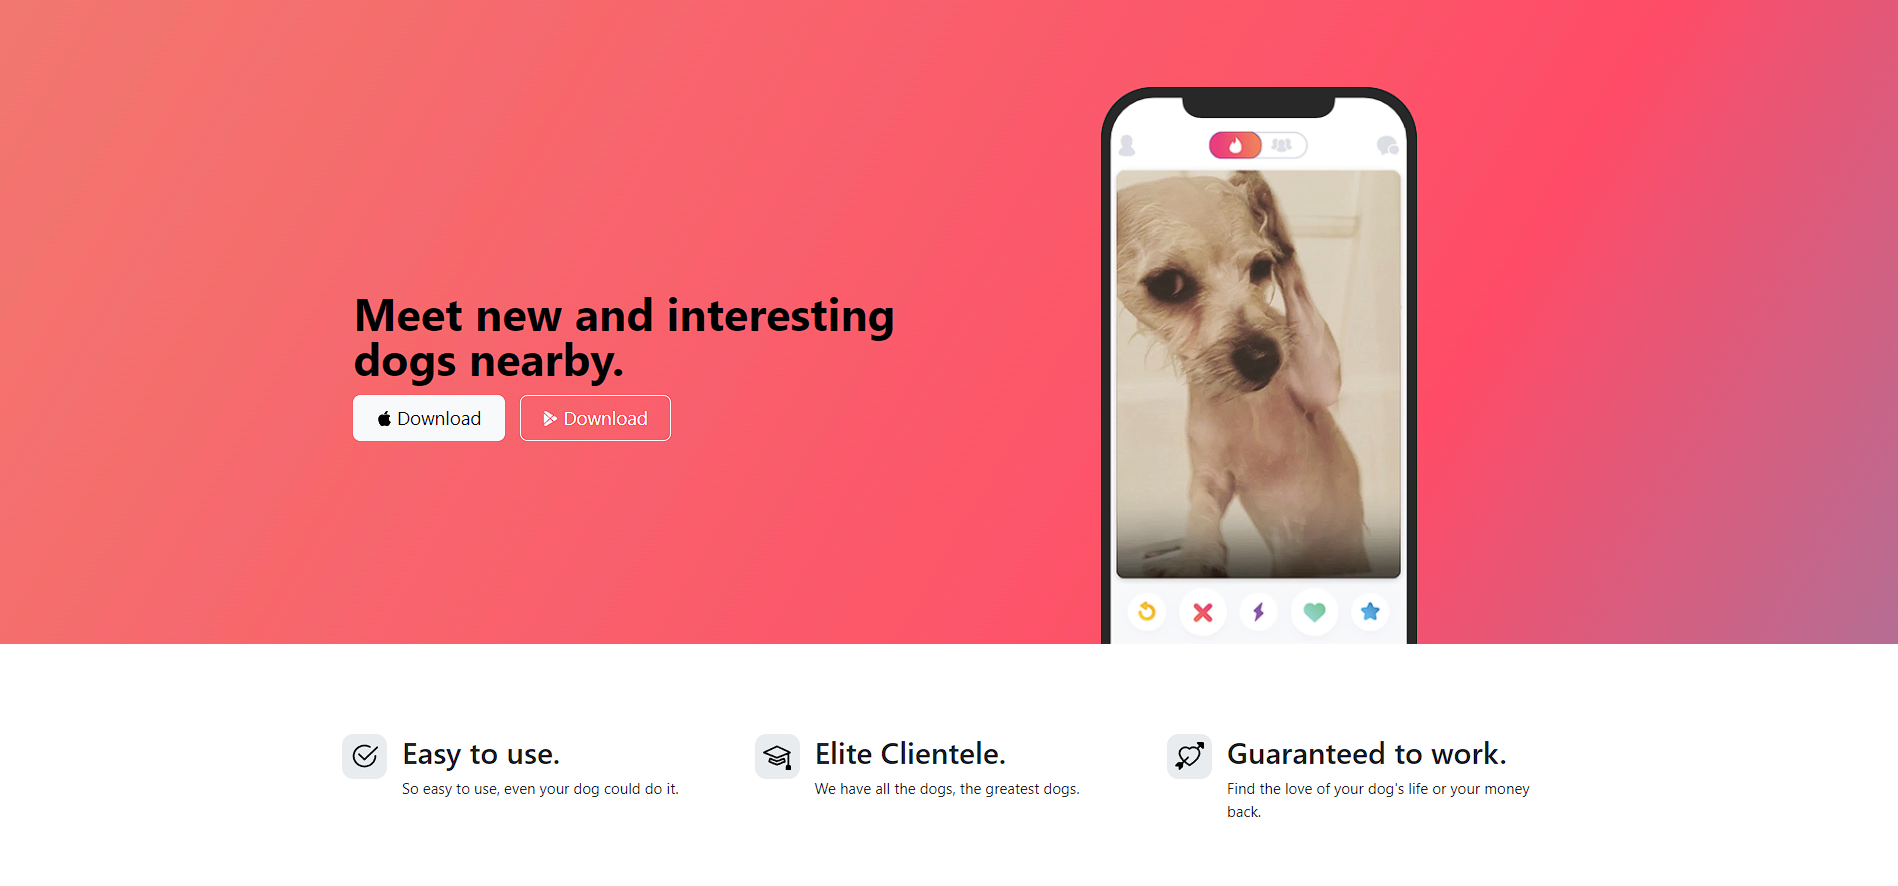 Meet new and interesting
dogs nearby.
Download
Download
Easy to use.
So easy to use, even your dog could do it.
Elite Clientele.
We have all the dogs, the greatest dogs.
Guaranteed to work.
Find the love of your dog's life or your money
back.